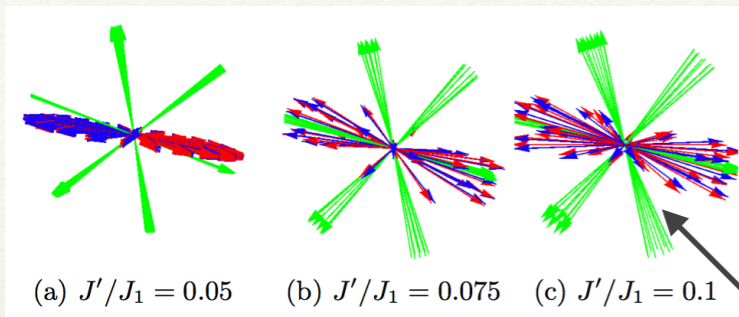 (a) J′/J₁ = 0.05 (b) J′/J₁ = 0.075 (c) J′/J₁ = 0.1